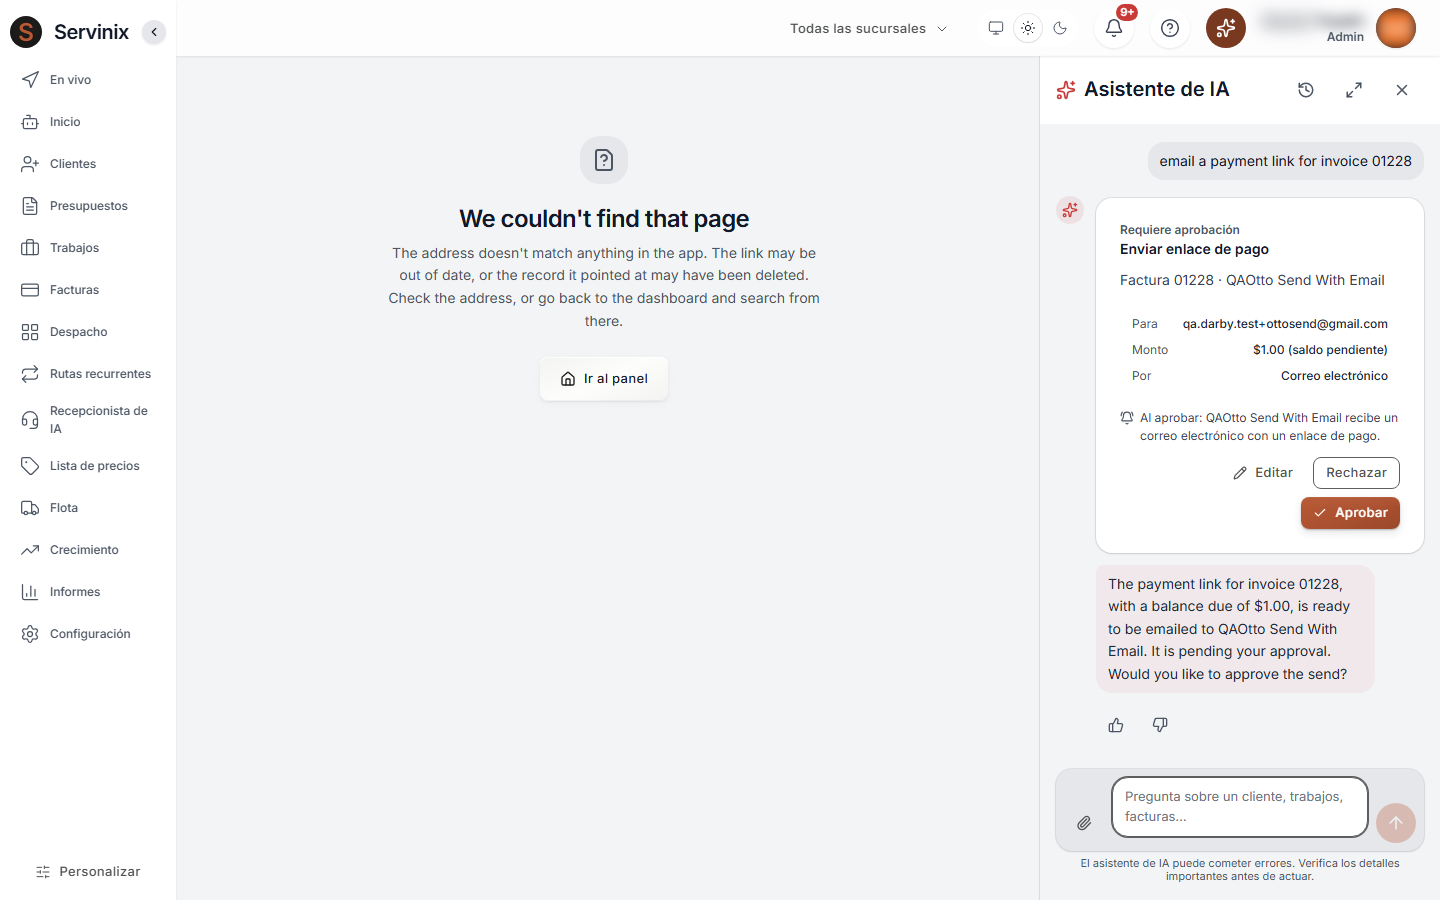 S Servinix
Todas las sucursales
9+
Admin
En vivo
Inicio
Clientes
Presupuestos
Trabajos
Facturas
Despacho
Rutas recurrentes
Recepcionista de
IA
Lista de precios
Flota
Crecimiento
Informes
Configuración
Personalizar
We couldn't find that page
The address doesn't match anything in the app. The link may be
out of date, or the record it pointed at may have been deleted.
Check the address, or go back to the dashboard and search from
there.
Ir al panel
Asistente de IA
email a payment link for invoice 01228
Requiere aprobación
Enviar enlace de pago
Factura 01228 · QAOtto Send With Email
Para qa.darby.test+ottosend@gmail.com
Monto $1.00 (saldo pendiente)
Por Correo electrónico
Al aprobar: QAOtto Send With Email recibe un
correo electrónico con un enlace de pago.
Editar Rechazar
Aprobar
The payment link for invoice 01228,
with a balance due of $1.00, is ready
to be emailed to QAOtto Send With
Email. It is pending your approval.
Would you like to approve the send?
Pregunta sobre un cliente, trabajos,
facturas...
El asistente de IA puede cometer errores. Verifica los detalles
importantes antes de actuar.